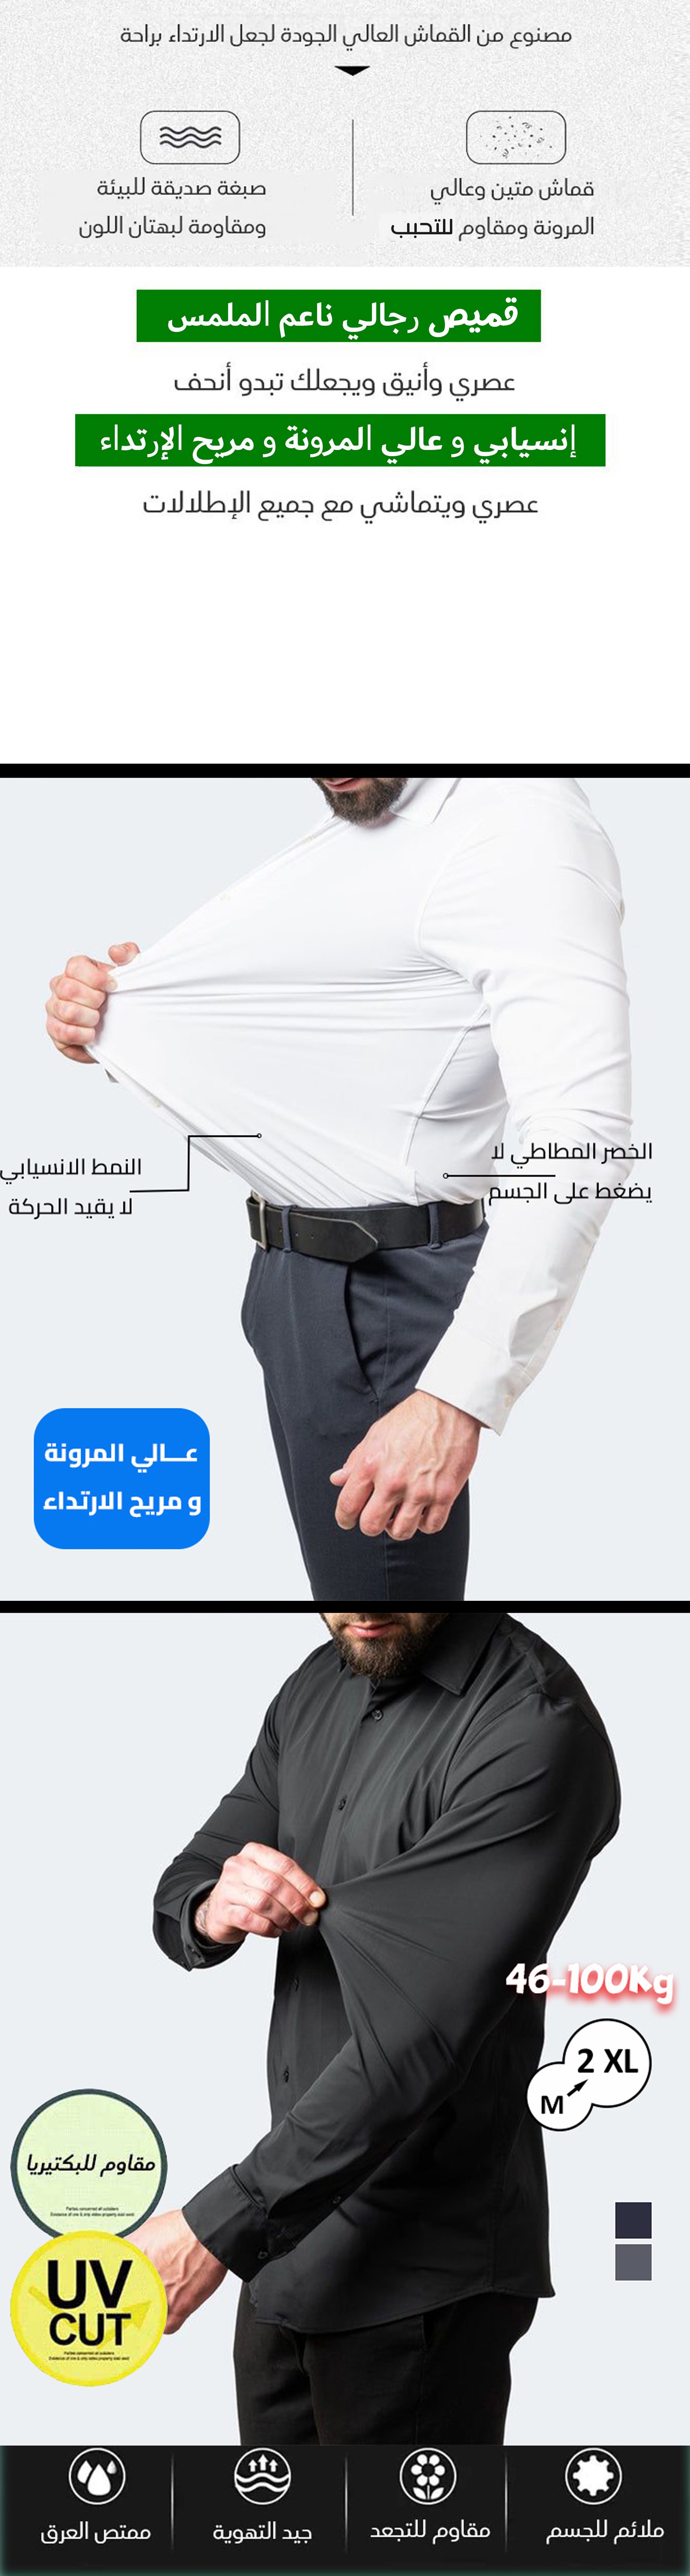 مصنوع من القماش العالي الجودة لجعل الارتداء براحة
قماش متين وعالي
المرونة ومقاوم للتحبب
صبغة صديقة للبيئة
ومقاومة لبهتان اللون
قميص رجالي ناعم الملمس
عصري وأنيق ويجعلك تبدو أنحف
إنسيابي و عالي المرونة و مريح الإرتداء
عصري ويتماشي مع جميع الإطلالات
الخصر المطاطي لا
يضغط على الجسم
النمط الانسيابي
لا يقيد الحركة
عـــالي المرونة
و مريح الارتداء
46-100Kg
2 XL
M
مقاوم للبكتيريا
UV
CUT
ملائم للجسم
مقاوم للتجعد
جيد التهوية
ممتص العرق